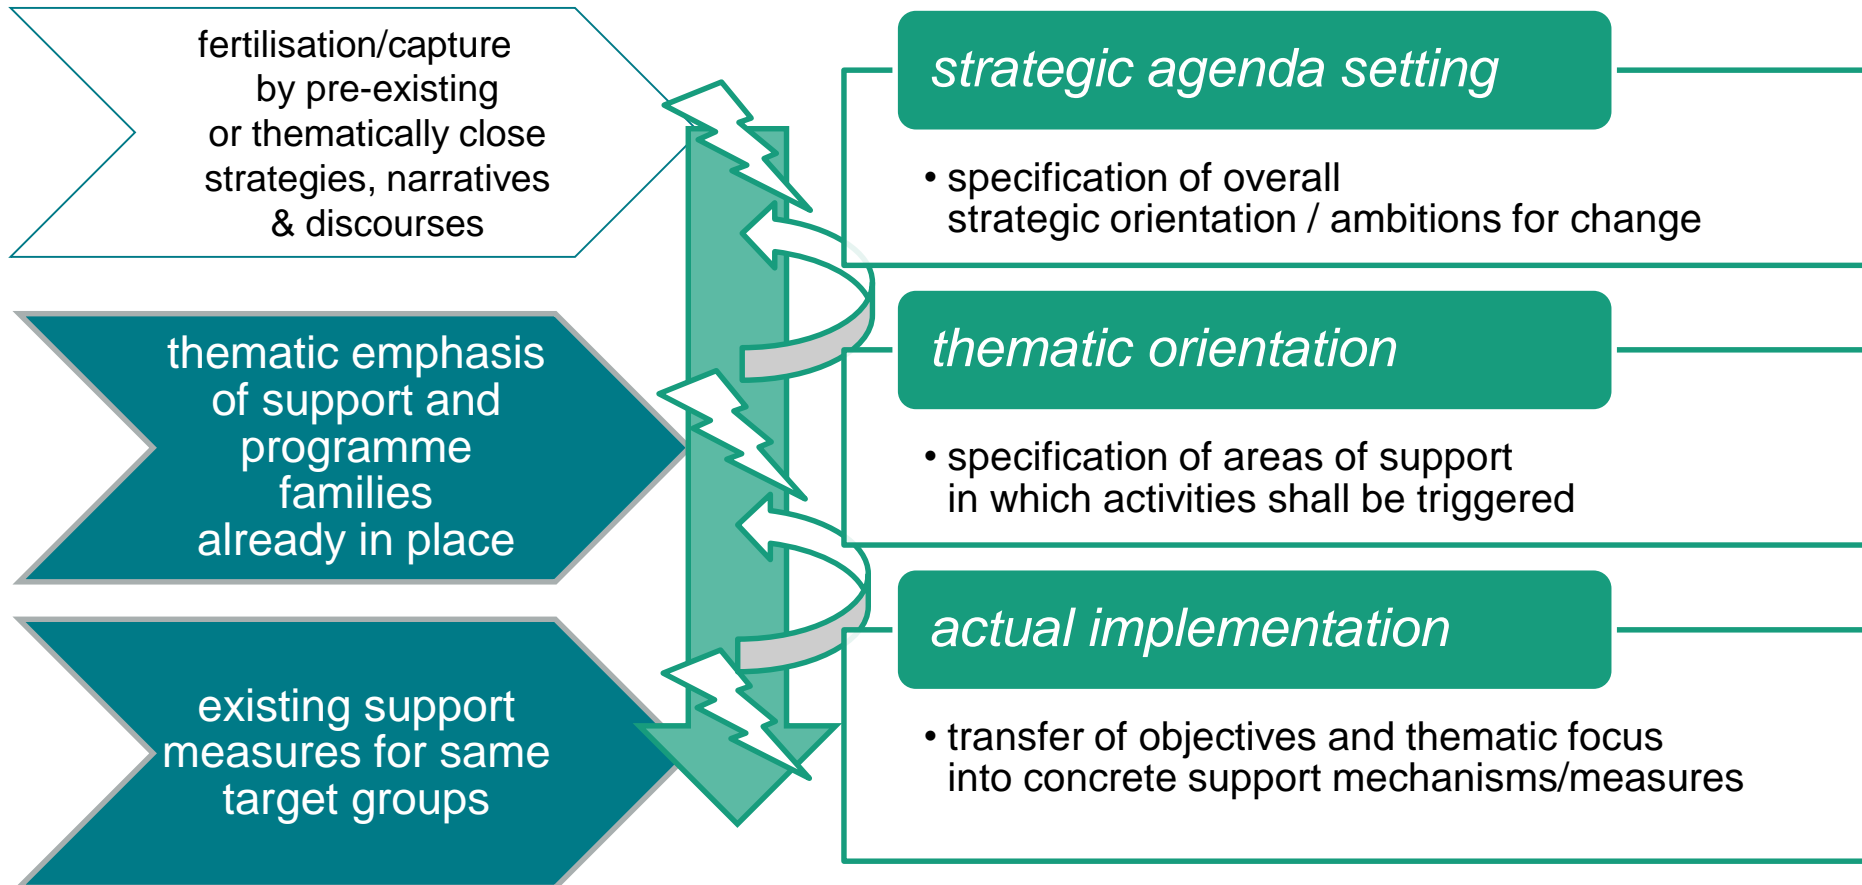 fertilisation/capture
by pre-existing
or thematically close
strategies, narratives
& discourses
strategic agenda setting
• specification of overall
strategic orientation / ambitions for change
thematic emphasis
of support and
programme
families
already in place
thematic orientation
• specification of areas of support
in which activities shall be triggered
existing support
measures for same
target groups
actual implementation
• transfer of objectives and thematic focus
into concrete support mechanisms/measures